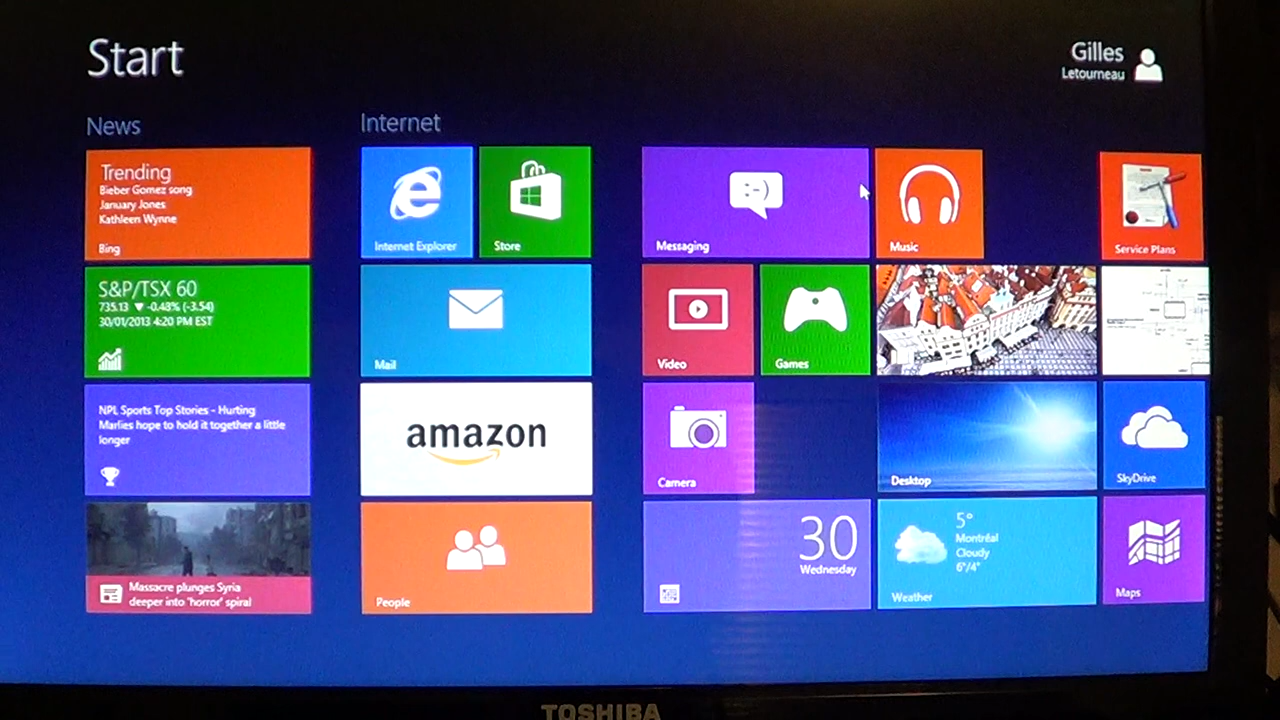 Start
Gilles
Letourneau
News
Internet
Trending
Bieber Gomez song
January Jones
Kathleen Wynne
Bing
Internet Explorer
Store
Messaging
Music
Service Plans
S&P/TSX 60
735.13 ▼ -0.48% (-3.54)
30/01/2013 4:20 PM EST
Mail
Video
Games
NPL Sports Top Stories - Hurting
Marlies hope to hold it together a little
longer
amazon
Camera
Desktop
SkyDrive
Massacre plunges Syria
deeper into 'horror' spiral
People
30
Wednesday
5°
Montréal
Cloudy
6°/4°
Weather
Maps
TOSHIBA